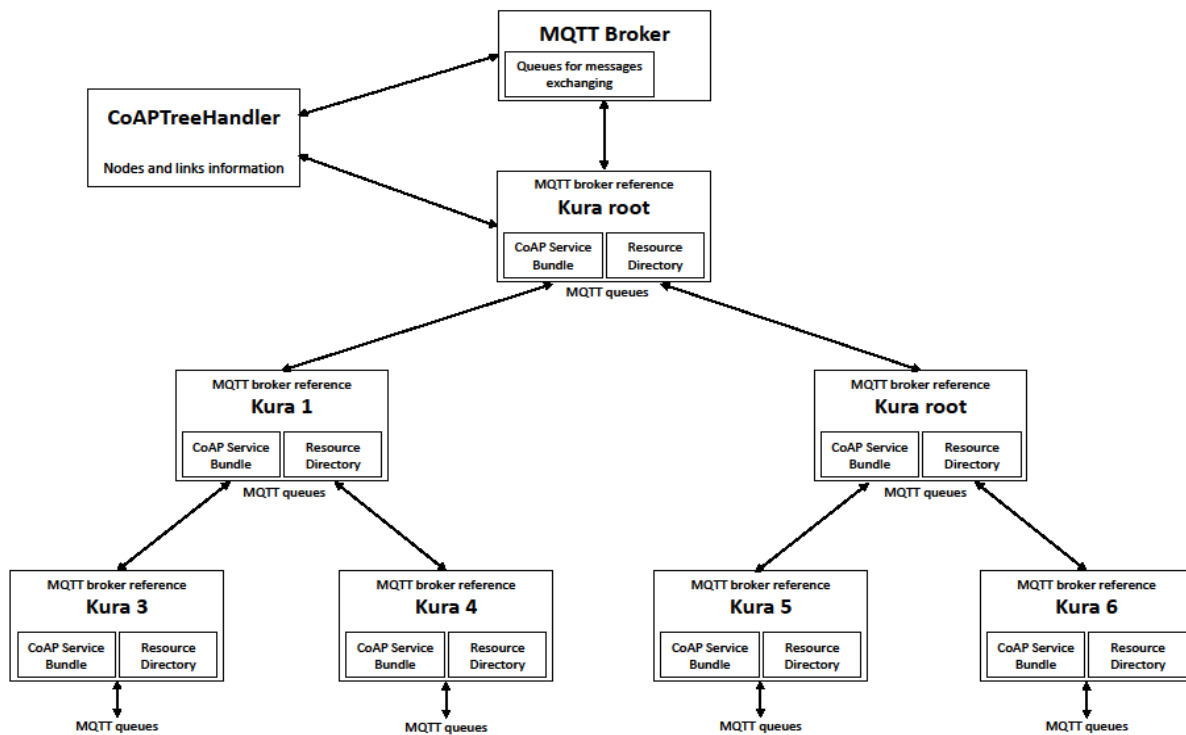 MQTT Broker
Queues for messages
exchanging
CoAPTreeHandler
Nodes and links information
MQTT broker reference
Kura root
CoAP Service
Bundle
Resource
Directory
MQTT queues
MQTT broker reference
Kura 1
CoAP Service
Bundle
Resource
Directory
MQTT queues
MQTT broker reference
Kura root
CoAP Service
Bundle
Resource
Directory
MQTT queues
MQTT broker reference
Kura 3
CoAP Service
Bundle
Resource
Directory
MQTT queues
MQTT broker reference
Kura 4
CoAP Service
Bundle
Resource
Directory
MQTT queues
MQTT broker reference
Kura 5
CoAP Service
Bundle
Resource
Directory
MQTT queues
MQTT broker reference
Kura 6
CoAP Service
Bundle
Resource
Directory
MQTT queues